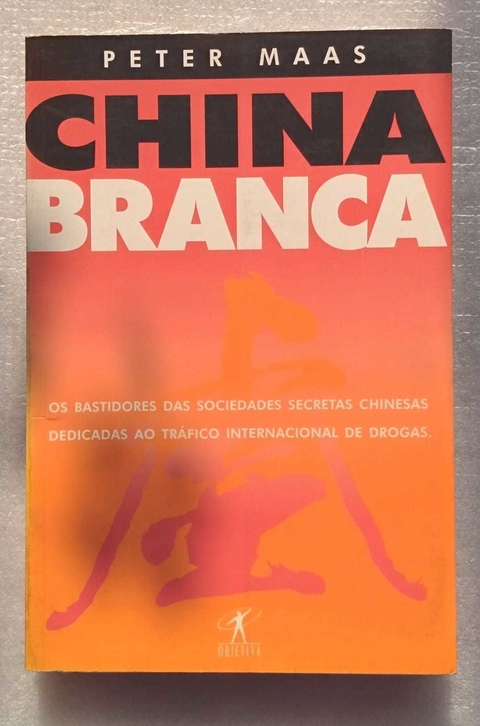 PETER MAAS
CHINA
BRANCA
OS BASTIDORES DAS SOCIEDADES SECRETAS CHINESAS
DEDICADAS AO TRÁFICO INTERNACIONAL DE DROGAS.
OBJETIVA